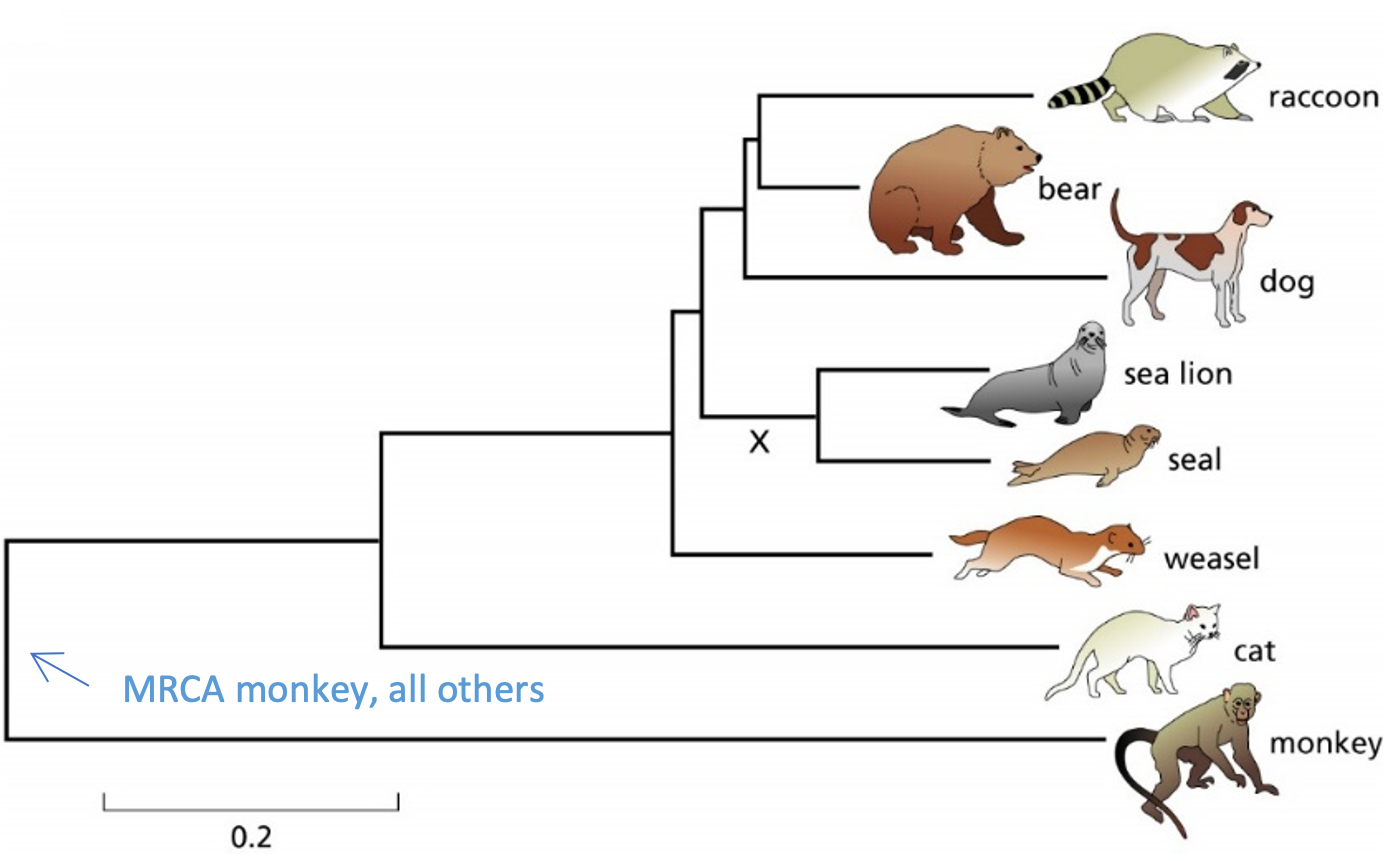 raccoon
bear
dog
sea lion
X
seal
weasel
cat
MRCA monkey, all others
monkey
0.2